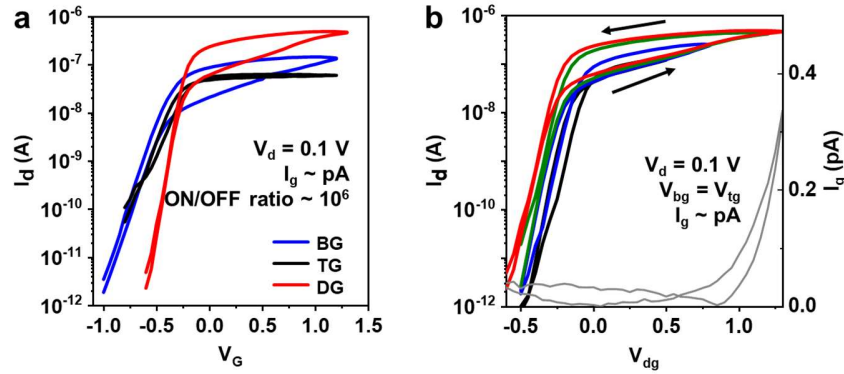 a
10⁻⁶
10⁻⁷
10⁻⁸
10⁻⁹
10⁻¹⁰
10⁻¹¹
10⁻¹²
I_d (A)
V_d = 0.1 V
I_g ~ pA
ON/OFF ratio ~ 10⁶
BG
TG
DG
-1.0 -0.5 0.0 0.5 1.0 1.5
V_G
b
10⁻⁶
10⁻⁸
10⁻¹⁰
10⁻¹²
I_d (A)
V_d = 0.1 V
V_bg = V_tg
I_g ~ pA
0.4
0.2
0.0
I_g (pA)
-0.5 0.0 0.5 1.0
V_dg